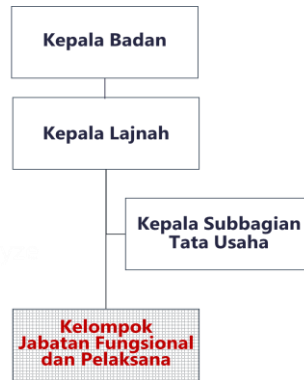 Kepala Badan
Kepala Lajnah
Kepala Subbagian
Tata Usaha
Kelompok
Jabatan Fungsional
dan Pelaksana